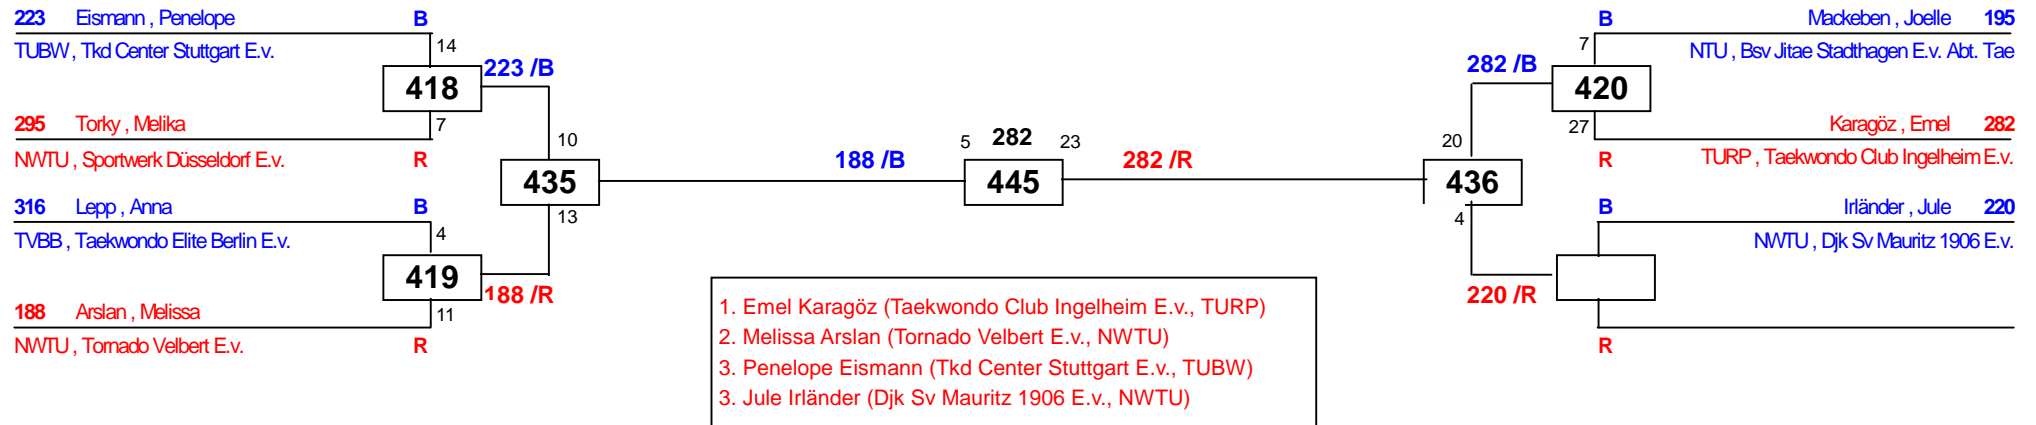 223 Eismann , Penelope B
14
TUBW , Tkd Center Stuttgart E.v.
223 /B
418
7
295 Torky , Melika
NWTU , Sportwerk Düsseldorf E.v. R
10
435
13
316 Lepp , Anna B
4
TVBB , Taekwondo Elite Berlin E.v.
419
188 /R
188 Arslan , Melissa
11
NWTU , Tornado Velbert E.v. R
188 /B
5 282 23
445
282 /R
B Mackeben , Joelle 195
7
NTU , Bsv Jitae Stadthagen E.v. Abt. Tae
282 /B
420
27
Karagöz , Emel 282
R TURP , Taekwondo Club Ingelheim E.v.
20
436
4
B Irländer , Jule 220
NWTU , Djk Sv Mauritz 1906 E.v.
220 /R
R
1. Emel Karagöz (Taekwondo Club Ingelheim E.v., TURP)
2. Melissa Arslan (Tornado Velbert E.v., NWTU)
3. Penelope Eismann (Tkd Center Stuttgart E.v., TUBW)
3. Jule Irländer (Djk Sv Mauritz 1906 E.v., NWTU)